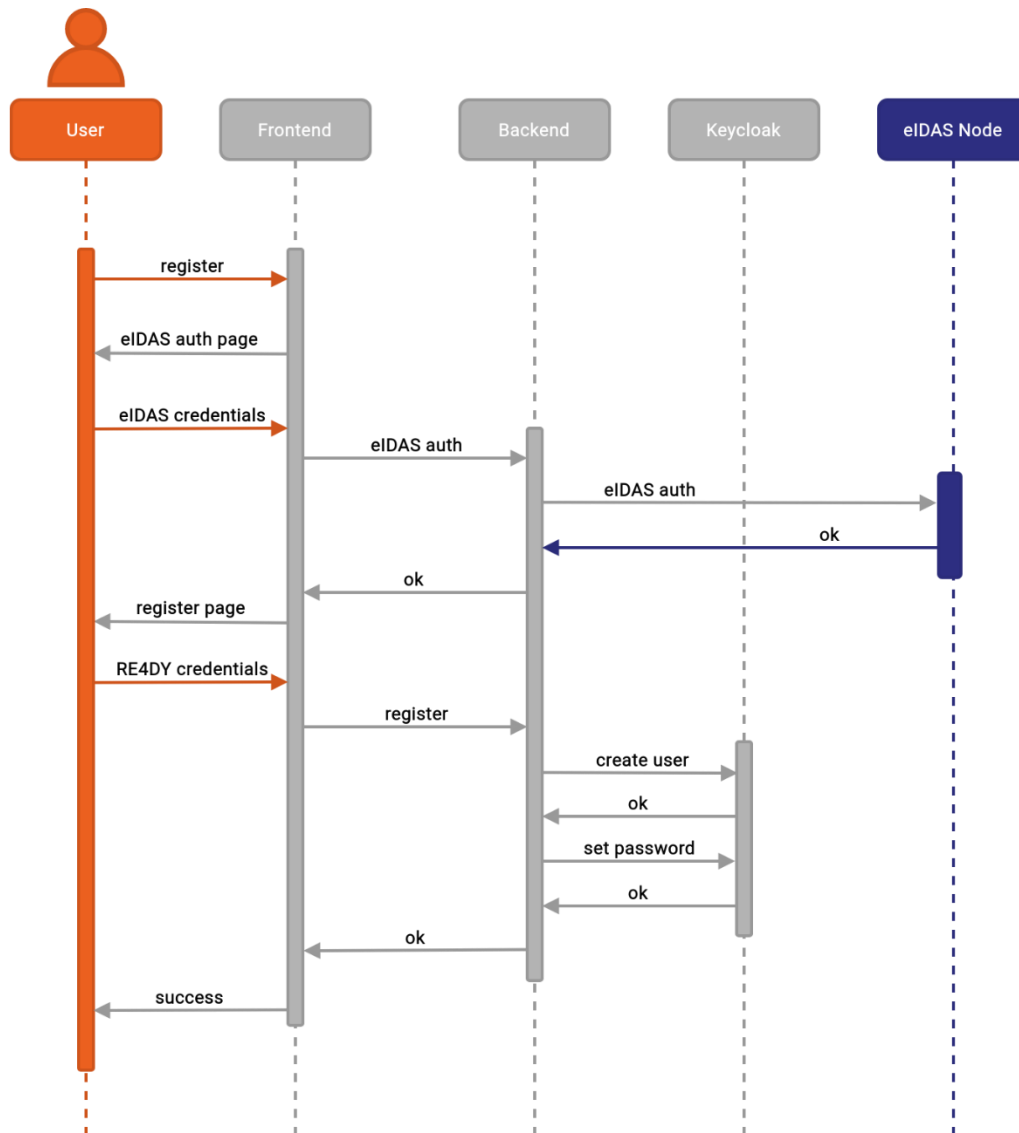 User
Frontend
Backend
Keycloak
eIDAS Node
register
eIDAS auth page
eIDAS credentials
eIDAS auth
eIDAS auth
ok
ok
register page
RE4DY credentials
register
create user
ok
set password
ok
ok
success